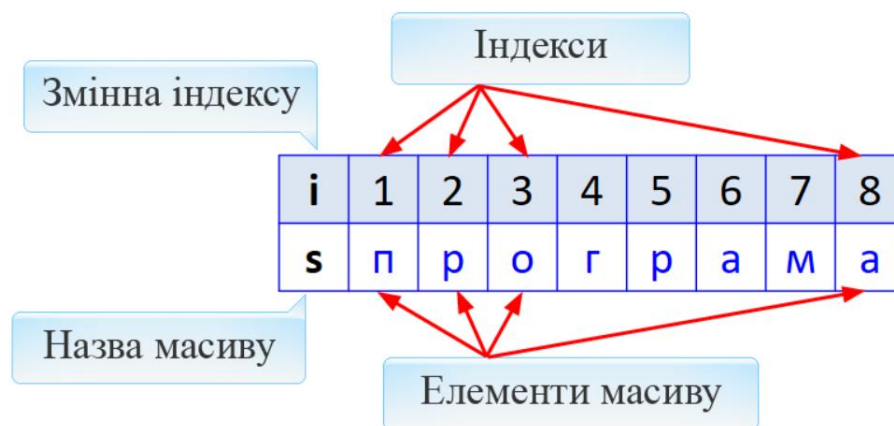 Індекси
Змінна індексу
i 1 2 3 4 5 6 7 8
s п р о г р а м а
Назва масиву
Елементи масиву